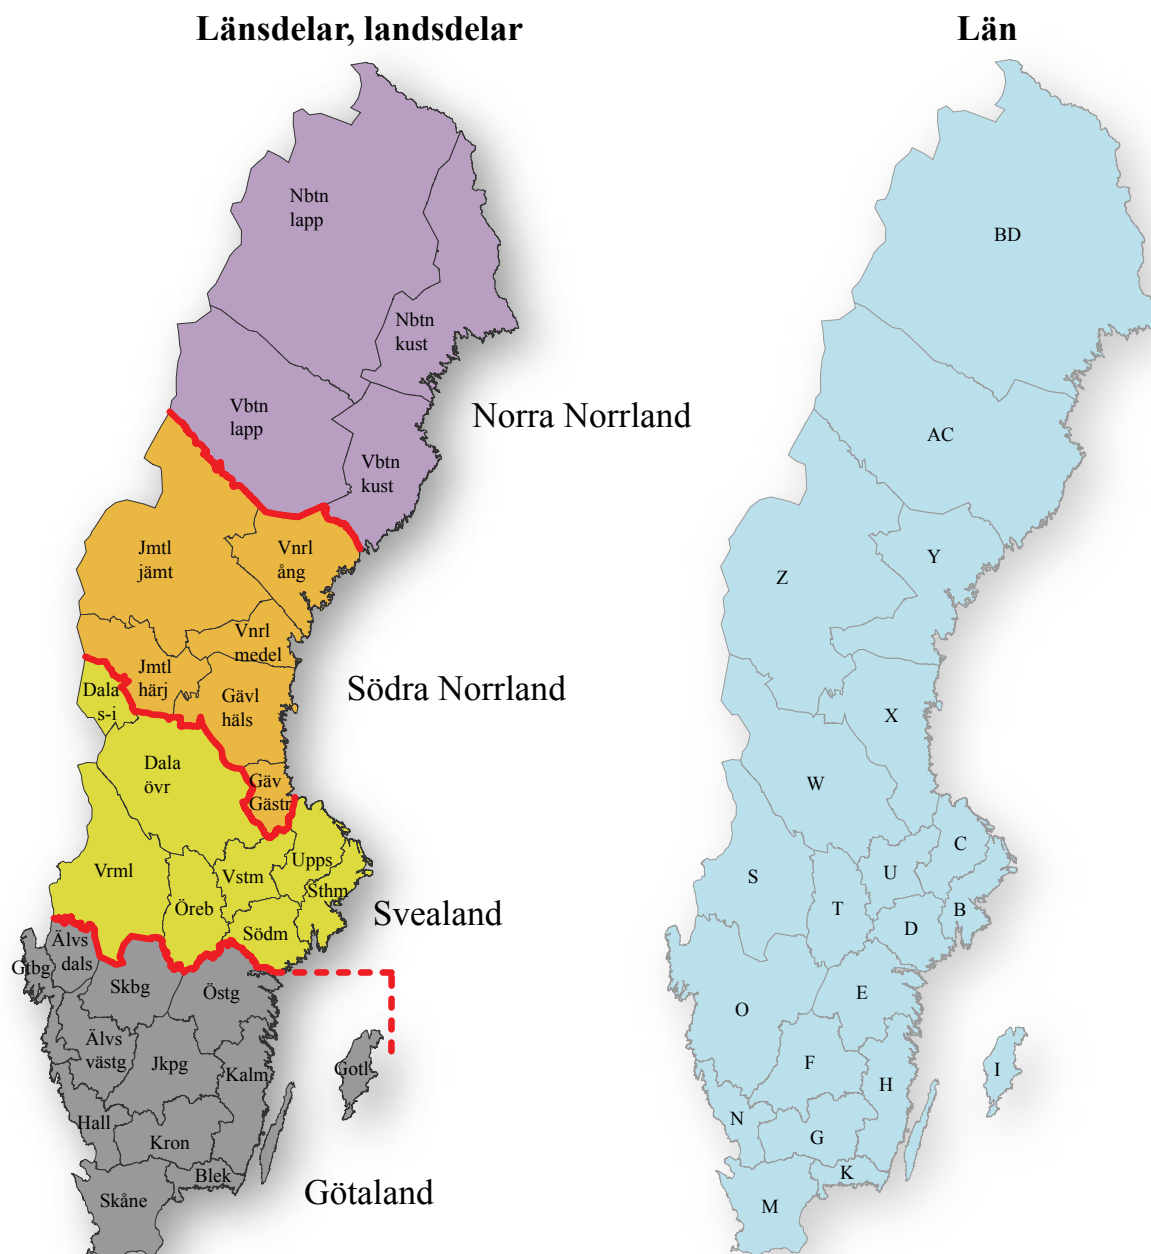 Länsdelar, landsdelar
Nbtn
lapp
Nbtn
kust
Vbtn
lapp
Vbtn
kust
Norra Norrland
Jmtl
jämt
Vnrl
ång
Vnrl
medel
Jmtl
härj
Gävl
häls
Södra Norrland
Dala
s-i
Dala
övr
Gäv
Gästr
Vrml
Öreb
Vstm
Upps
Sthm
Södm
Svealand
Gtbg
Älvs
dals
Skbg
Östg
Älvs
västg
Jkpg
Kalm
Gotl
Hall
Kron
Blek
Skåne
Götaland
Län
BD
AC
Z
Y
X
W
S
T
U
C
B
D
O
E
F
H
I
N
G
K
M